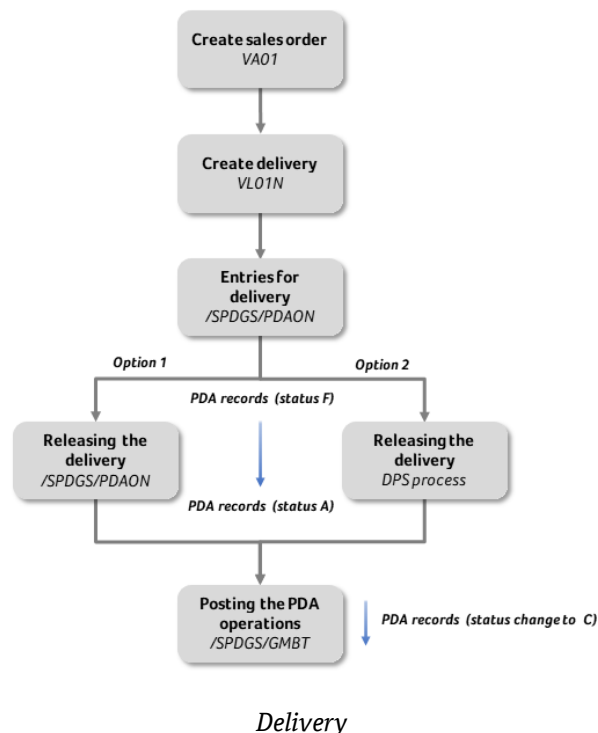 Create sales order
VA01
Create delivery
VL01N
Entries for
delivery
/SPDGS/PDAON
Option 1
Option 2
PDA records (status F)
Releasing the
delivery
/SPDGS/PDAON
Releasing the
delivery
DPS process
PDA records (status A)
Posting the PDA
operations
/SPDGS/GMBT
PDA records (status change to C)
Delivery